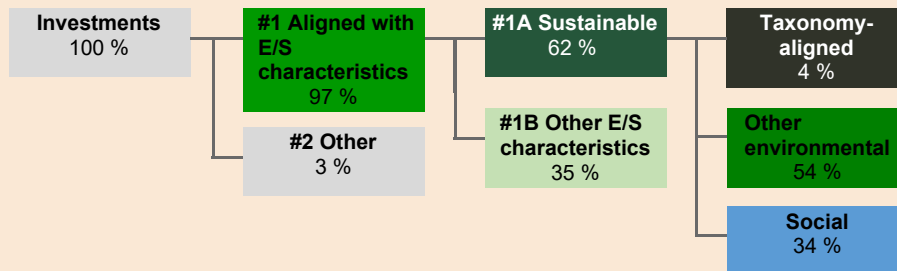 Investments
100 %
#1 Aligned with
E/S
characteristics
97 %
#2 Other
3 %
#1A Sustainable
62 %
#1B Other E/S
characteristics
35 %
Taxonomy-
aligned
4 %
Other
environmental
54 %
Social
34 %